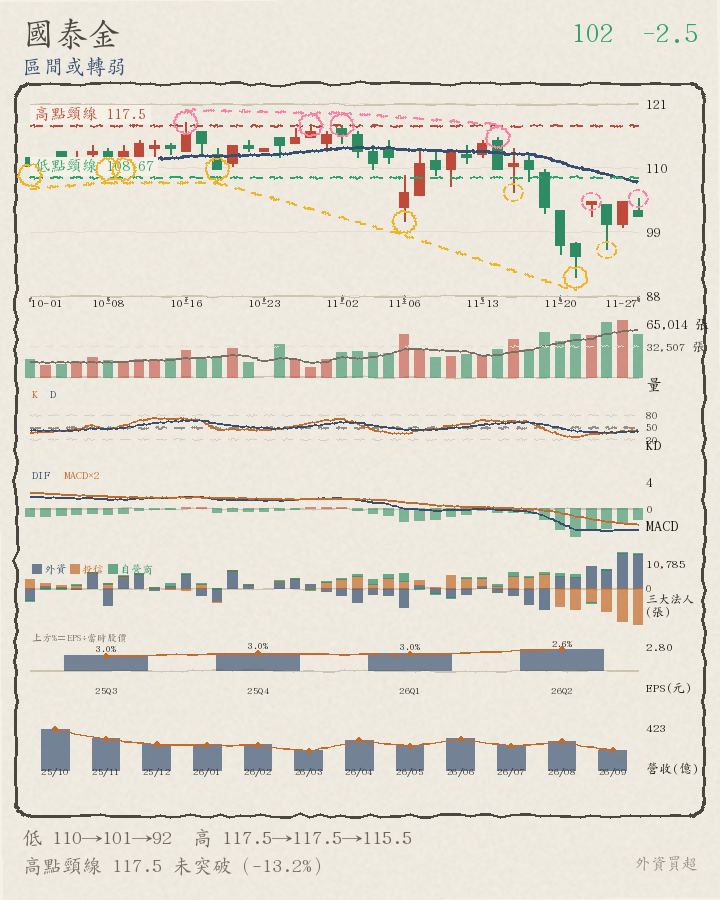 國泰金
102 -2.5
區間或轉弱
高點頸線 117.5
低點頸線 108.67
121
110
99
88
10-01 10-08 10-16 10-23 11-02 11-06 11-13 11-20 11-27
65,014 張
32,507 張
量
K D
80
50
20
KD
DIF MACD×2
4
0
MACD
外資 投信 自營商
10,785
0
三大法人
(張)
上方%=EPS÷當時股價
3.0% 3.0% 3.0% 2.6%
2.80
25Q3 25Q4 26Q1 26Q2
EPS(元)
423
25/10 25/11 25/12 26/01 26/02 26/03 26/04 26/05 26/06 26/07 26/08 26/09
營收(億)
低 110→101→92 高 117.5→117.5→115.5
高點頸線 117.5 未突破 (-13.2%)
外資買超